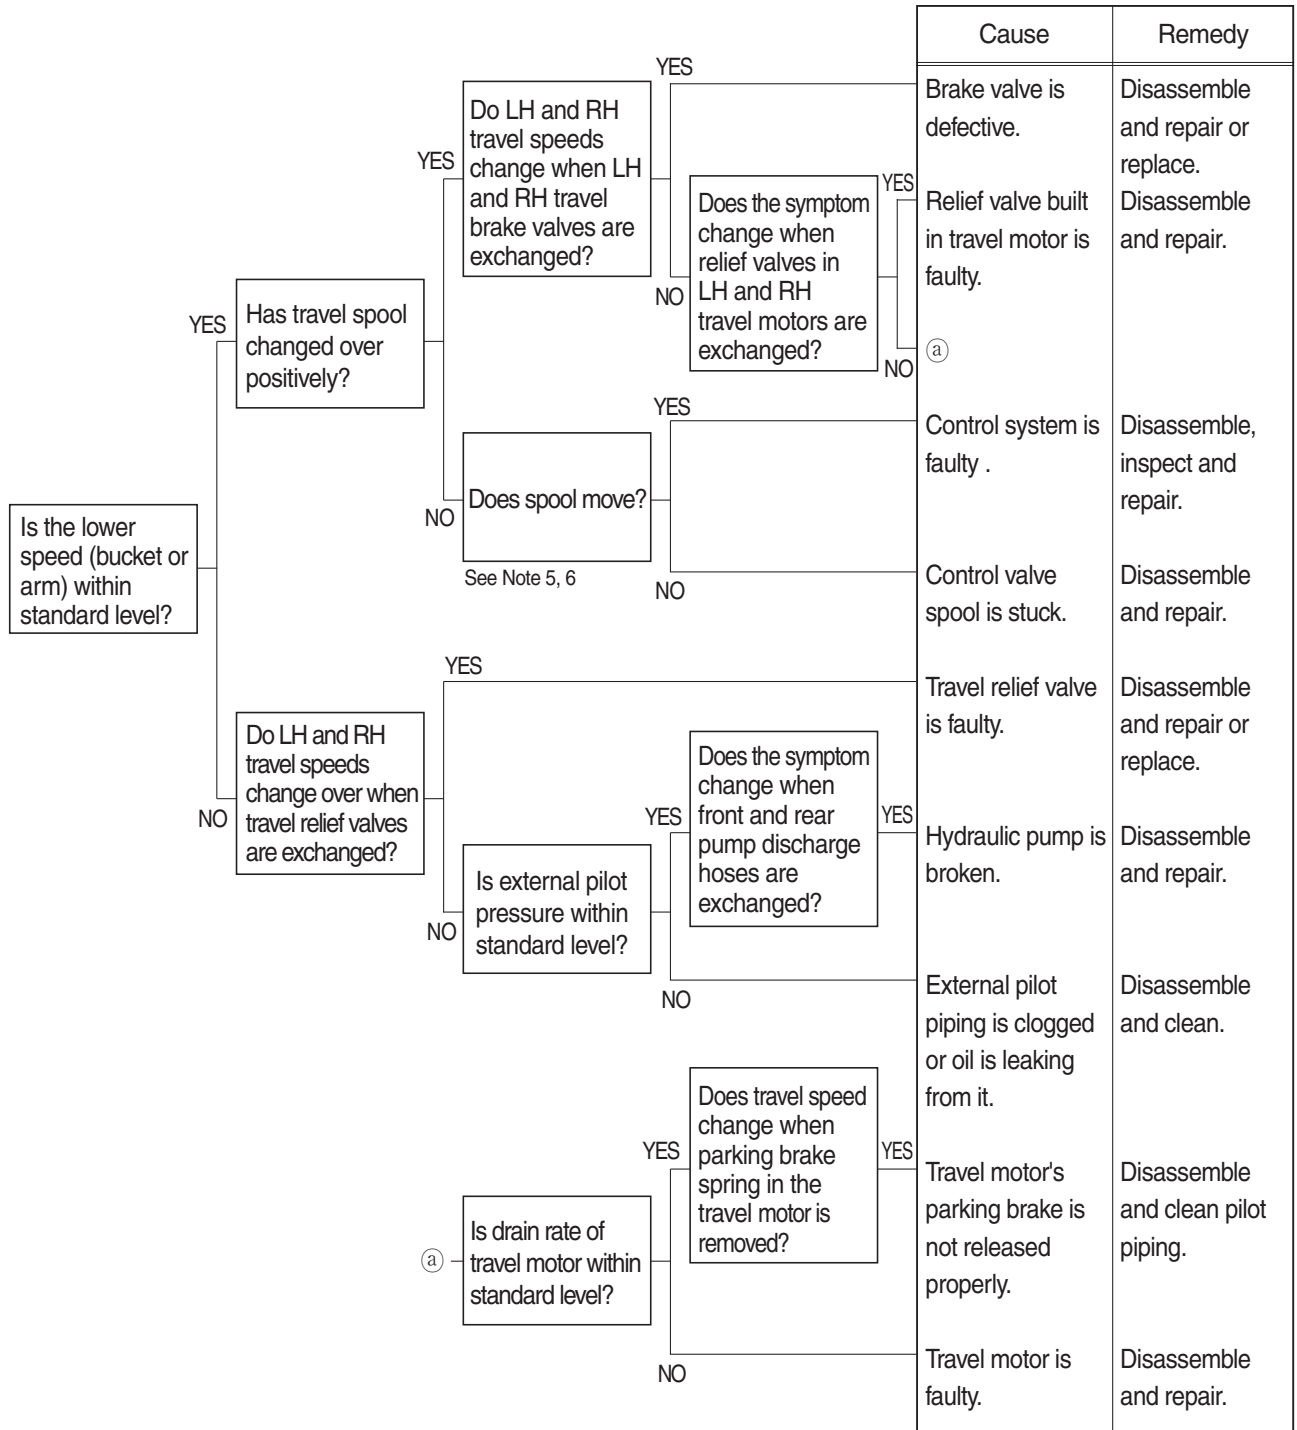 Cause
Remedy
YES
Do LH and RH
travel speeds
change when LH
and RH travel
brake valves are
exchanged?
Brake valve is
defective.
Disassemble
and repair or
replace.
YES
NO
Does the symptom
change when
relief valves in
LH and RH
travel motors are
exchanged?
YES
Relief valve built
in travel motor is
faulty.
Disassemble
and repair.
NO
ⓐ
YES
Has travel spool
changed over
positively?
NO
Does spool move?
See Note 5, 6
YES
Control system is
faulty .
Disassemble,
inspect and
repair.
NO
Control valve
spool is stuck.
Disassemble
and repair.
Is the lower
speed (bucket or
arm) within
standard level?
NO
Do LH and RH
travel speeds
change over when
travel relief valves
are exchanged?
YES
Travel relief valve
is faulty.
Disassemble
and repair or
replace.
NO
Is external pilot
pressure within
standard level?
YES
Does the symptom
change when
front and rear
pump discharge
hoses are
exchanged?
YES
Hydraulic pump is
broken.
Disassemble
and repair.
NO
External pilot
piping is clogged
or oil is leaking
from it.
Disassemble
and clean.
ⓐ
Is drain rate of
travel motor within
standard level?
YES
Does travel speed
change when
parking brake
spring in the
travel motor is
removed?
YES
Travel motor's
parking brake is
not released
properly.
Disassemble
and clean pilot
piping.
NO
Travel motor is
faulty.
Disassemble
and repair.